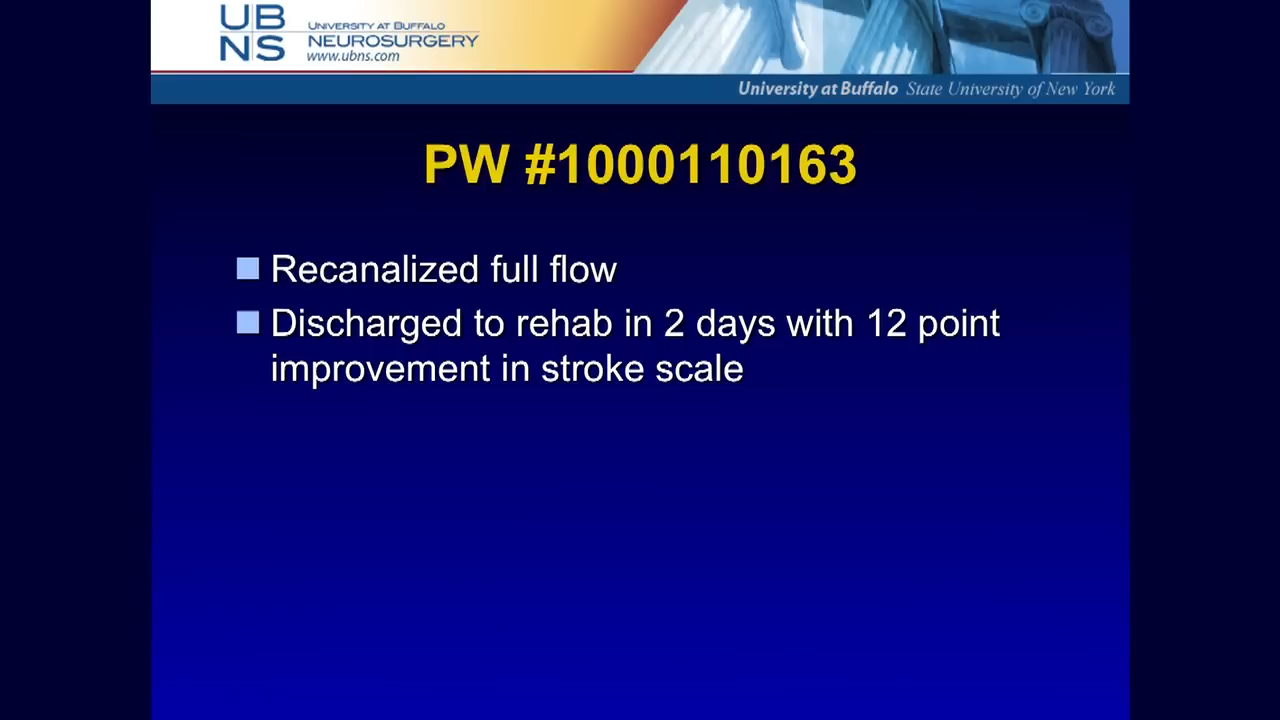 UB
NS
UNIVERSITY AT BUFFALO
NEUROSURGERY
www.ubns.com
University at Buffalo State University of New York
PW #1000110163
Recanalized full flow
Discharged to rehab in 2 days with 12 point
improvement in stroke scale